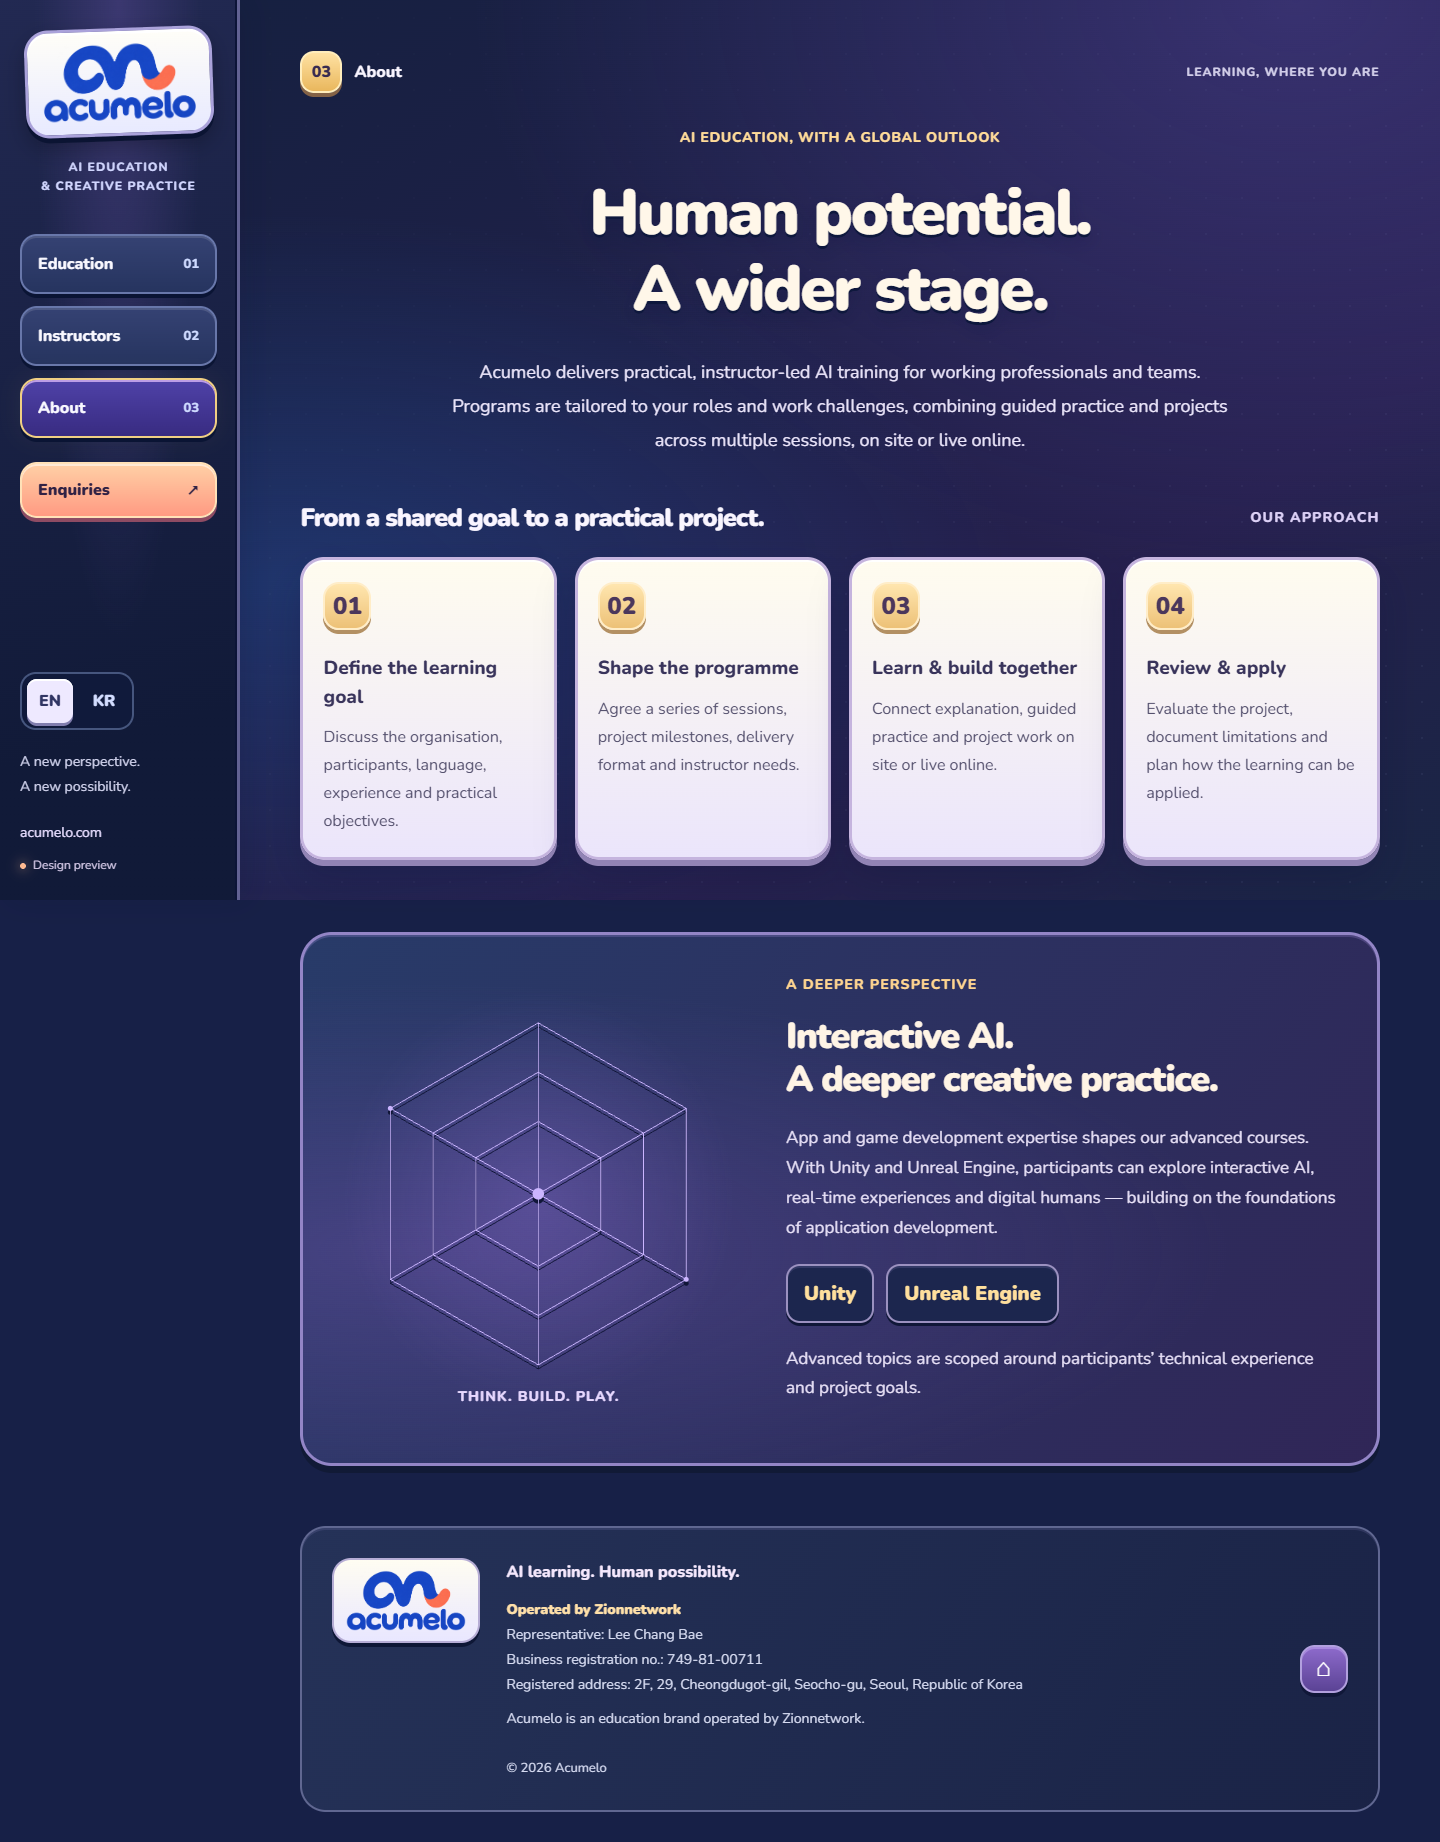 acumelo
AI EDUCATION
& CREATIVE PRACTICE
Education 01
Instructors 02
About 03
Enquiries ↗
EN KR
A new perspective.
A new possibility.
acumelo.com
Design preview
03 About
LEARNING, WHERE YOU ARE
AI EDUCATION, WITH A GLOBAL OUTLOOK
Human potential.
A wider stage.
Acumelo delivers practical, instructor-led AI training for working professionals and teams.
Programs are tailored to your roles and work challenges, combining guided practice and projects
across multiple sessions, on site or live online.
From a shared goal to a practical project.
OUR APPROACH
01
Define the learning
goal
Discuss the organisation,
participants, language,
experience and practical
objectives.
02
Shape the programme
Agree a series of sessions,
project milestones, delivery
format and instructor needs.
03
Learn & build together
Connect explanation, guided
practice and project work on
site or live online.
04
Review & apply
Evaluate the project,
document limitations and
plan how the learning can be
applied.
THINK. BUILD. PLAY.
A DEEPER PERSPECTIVE
Interactive AI.
A deeper creative practice.
App and game development expertise shapes our advanced courses.
With Unity and Unreal Engine, participants can explore interactive AI,
real-time experiences and digital humans — building on the foundations
of application development.
Unity Unreal Engine
Advanced topics are scoped around participants’ technical experience
and project goals.
acumelo
AI learning. Human possibility.
Operated by Zionnetwork
Representative: Lee Chang Bae
Business registration no.: 749-81-00711
Registered address: 2F, 29, Cheongdugot-gil, Seocho-gu, Seoul, Republic of Korea
Acumelo is an education brand operated by Zionnetwork.
© 2026 Acumelo